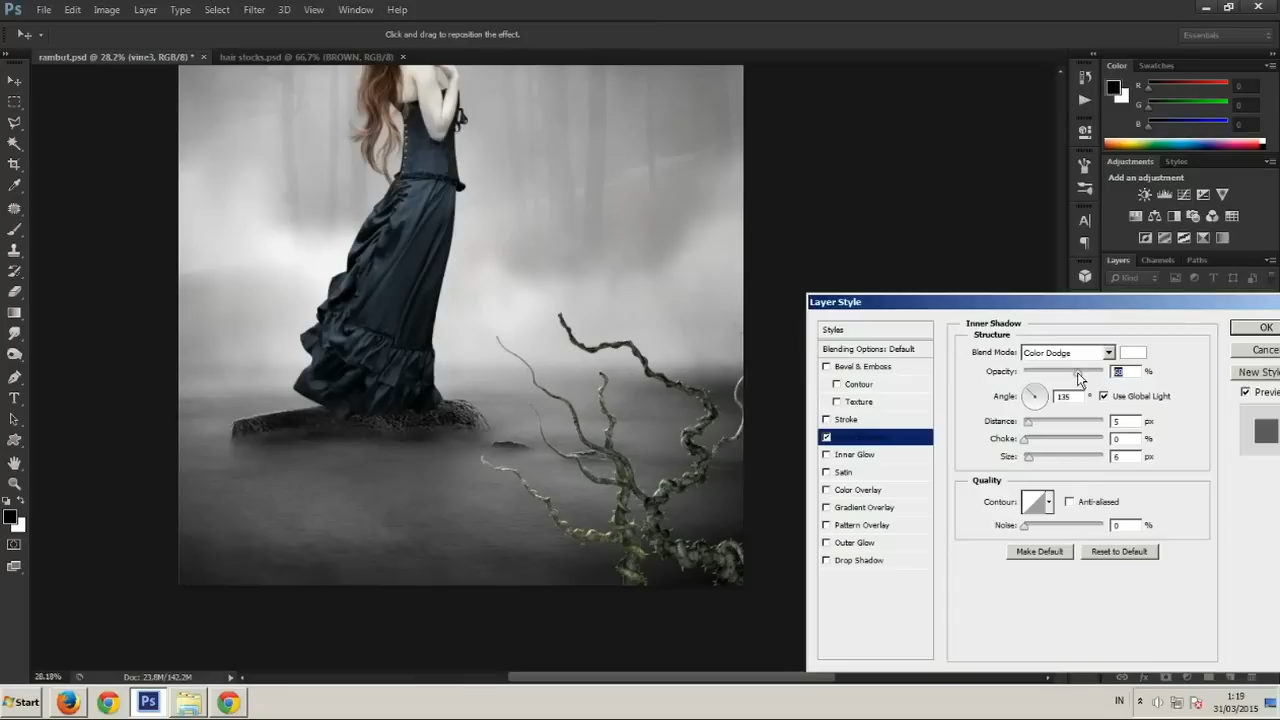 Ps File Edit Image Layer Type Select Filter 3D View Window Help
Click and drag to reposition the effect.
Essentials
rambut.psd @ 28.2% (vine3, RGB/8) * × hair stocks.psd @ 66,7% (BROWN, RGB/8) ×
Color Swatches
R 0
G 0
B 0
Adjustments Styles
Add an adjustment
Layers Channels Paths
Kind
Layer Style
Styles
Blending Options: Default
Bevel & Emboss
Contour
Texture
Stroke
Inner Glow
Satin
Color Overlay
Gradient Overlay
Pattern Overlay
Outer Glow
Drop Shadow
Inner Shadow
Structure
Blend Mode: Color Dodge
Opacity: %
Angle: 135 ° Use Global Light
Distance: 5 px
Choke: 0 %
Size: 6 px
Quality
Contour: Anti-aliased
Noise: 0 %
Make Default Reset to Default
OK
Cance
New Style
Previe
28.18% Doc: 23.8M/142.2M
Start Ps IN 1:19
31/03/2015